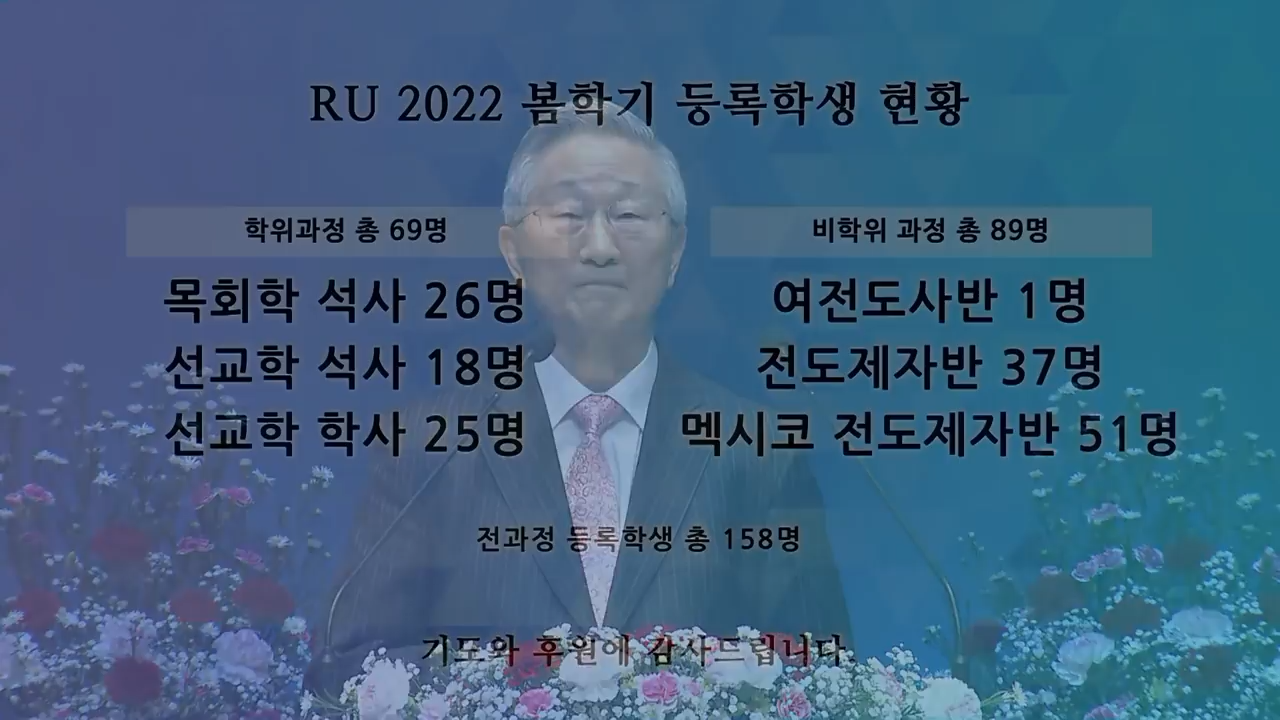 RU 2022 봄학기 등록학생 현황
학위과정 총 69명
목회학 석사 26명
선교학 석사 18명
선교학 학사 25명
비학위 과정 총 89명
여전도사반 1명
전도제자반 37명
멕시코 전도제자반 51명
전과정 등록학생 총 158명
기도와 후원에 감사드립니다.